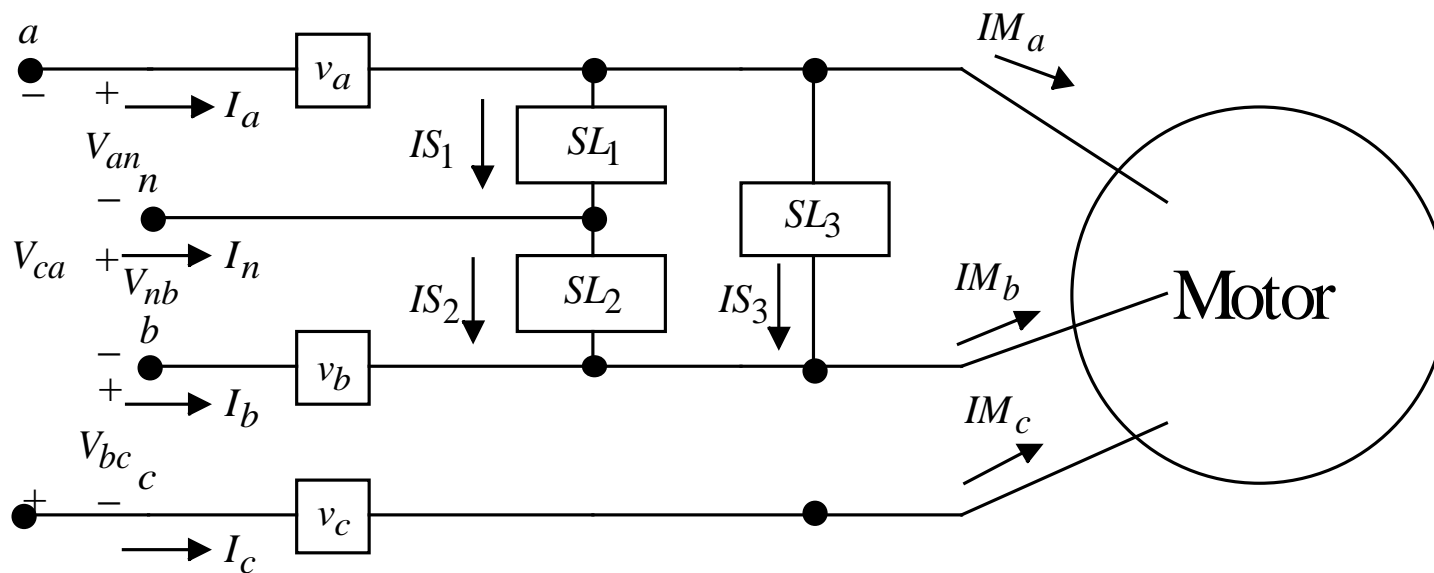 a
IM_a
v_a
− + I_a
V_an
IS_1
SL_1
n
−
SL_3
V_ca + I_n
V_nb
IS_2
SL_2
IS_3
IM_b
Motor
b
−
v_b
+ I_b
IM_c
V_bc
c
+ −
v_c
I_c